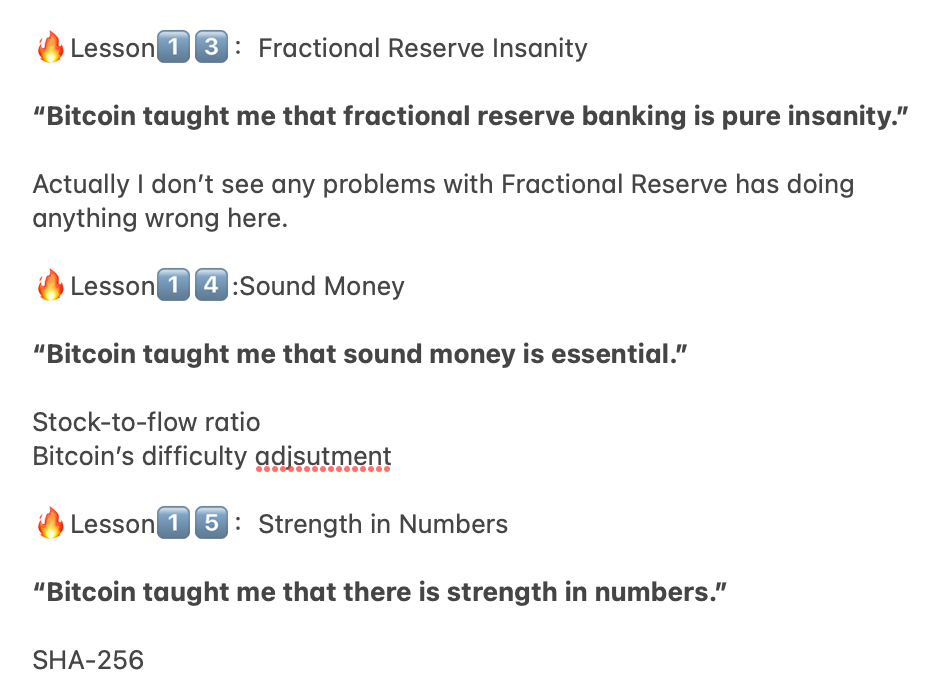 🔥Lesson1️⃣3️⃣： Fractional Reserve Insanity
“Bitcoin taught me that fractional reserve banking is pure insanity.”
Actually I don’t see any problems with Fractional Reserve has doing
anything wrong here.
🔥Lesson1️⃣4️⃣:Sound Money
“Bitcoin taught me that sound money is essential.”
Stock-to-flow ratio
Bitcoin’s difficulty adjsutment
🔥Lesson1️⃣5️⃣： Strength in Numbers
“Bitcoin taught me that there is strength in numbers.”
SHA-256